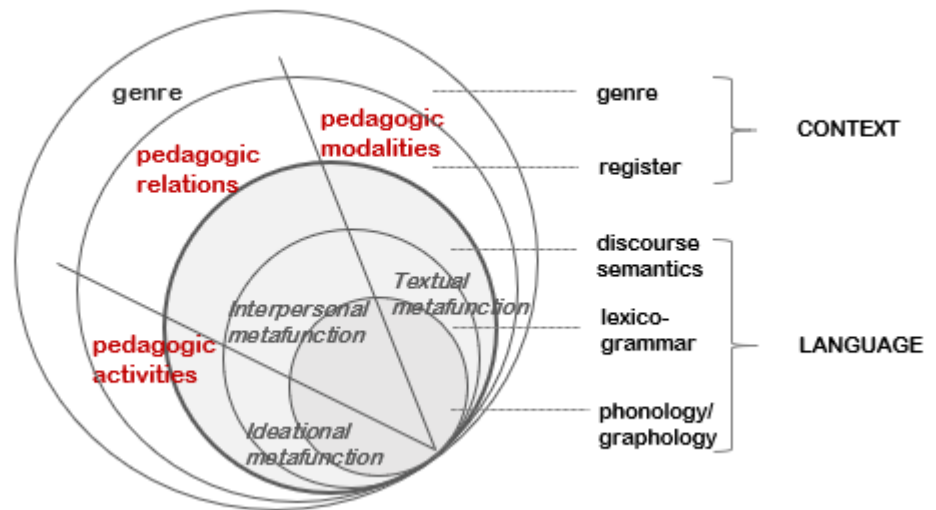 genre
pedagogic
modalities
pedagogic
relations
pedagogic
activities
Textual
metafunction
Interpersonal
metafunction
Ideational
metafunction
genre
register
CONTEXT
discourse
semantics
lexico-
grammar
phonology/
graphology
LANGUAGE